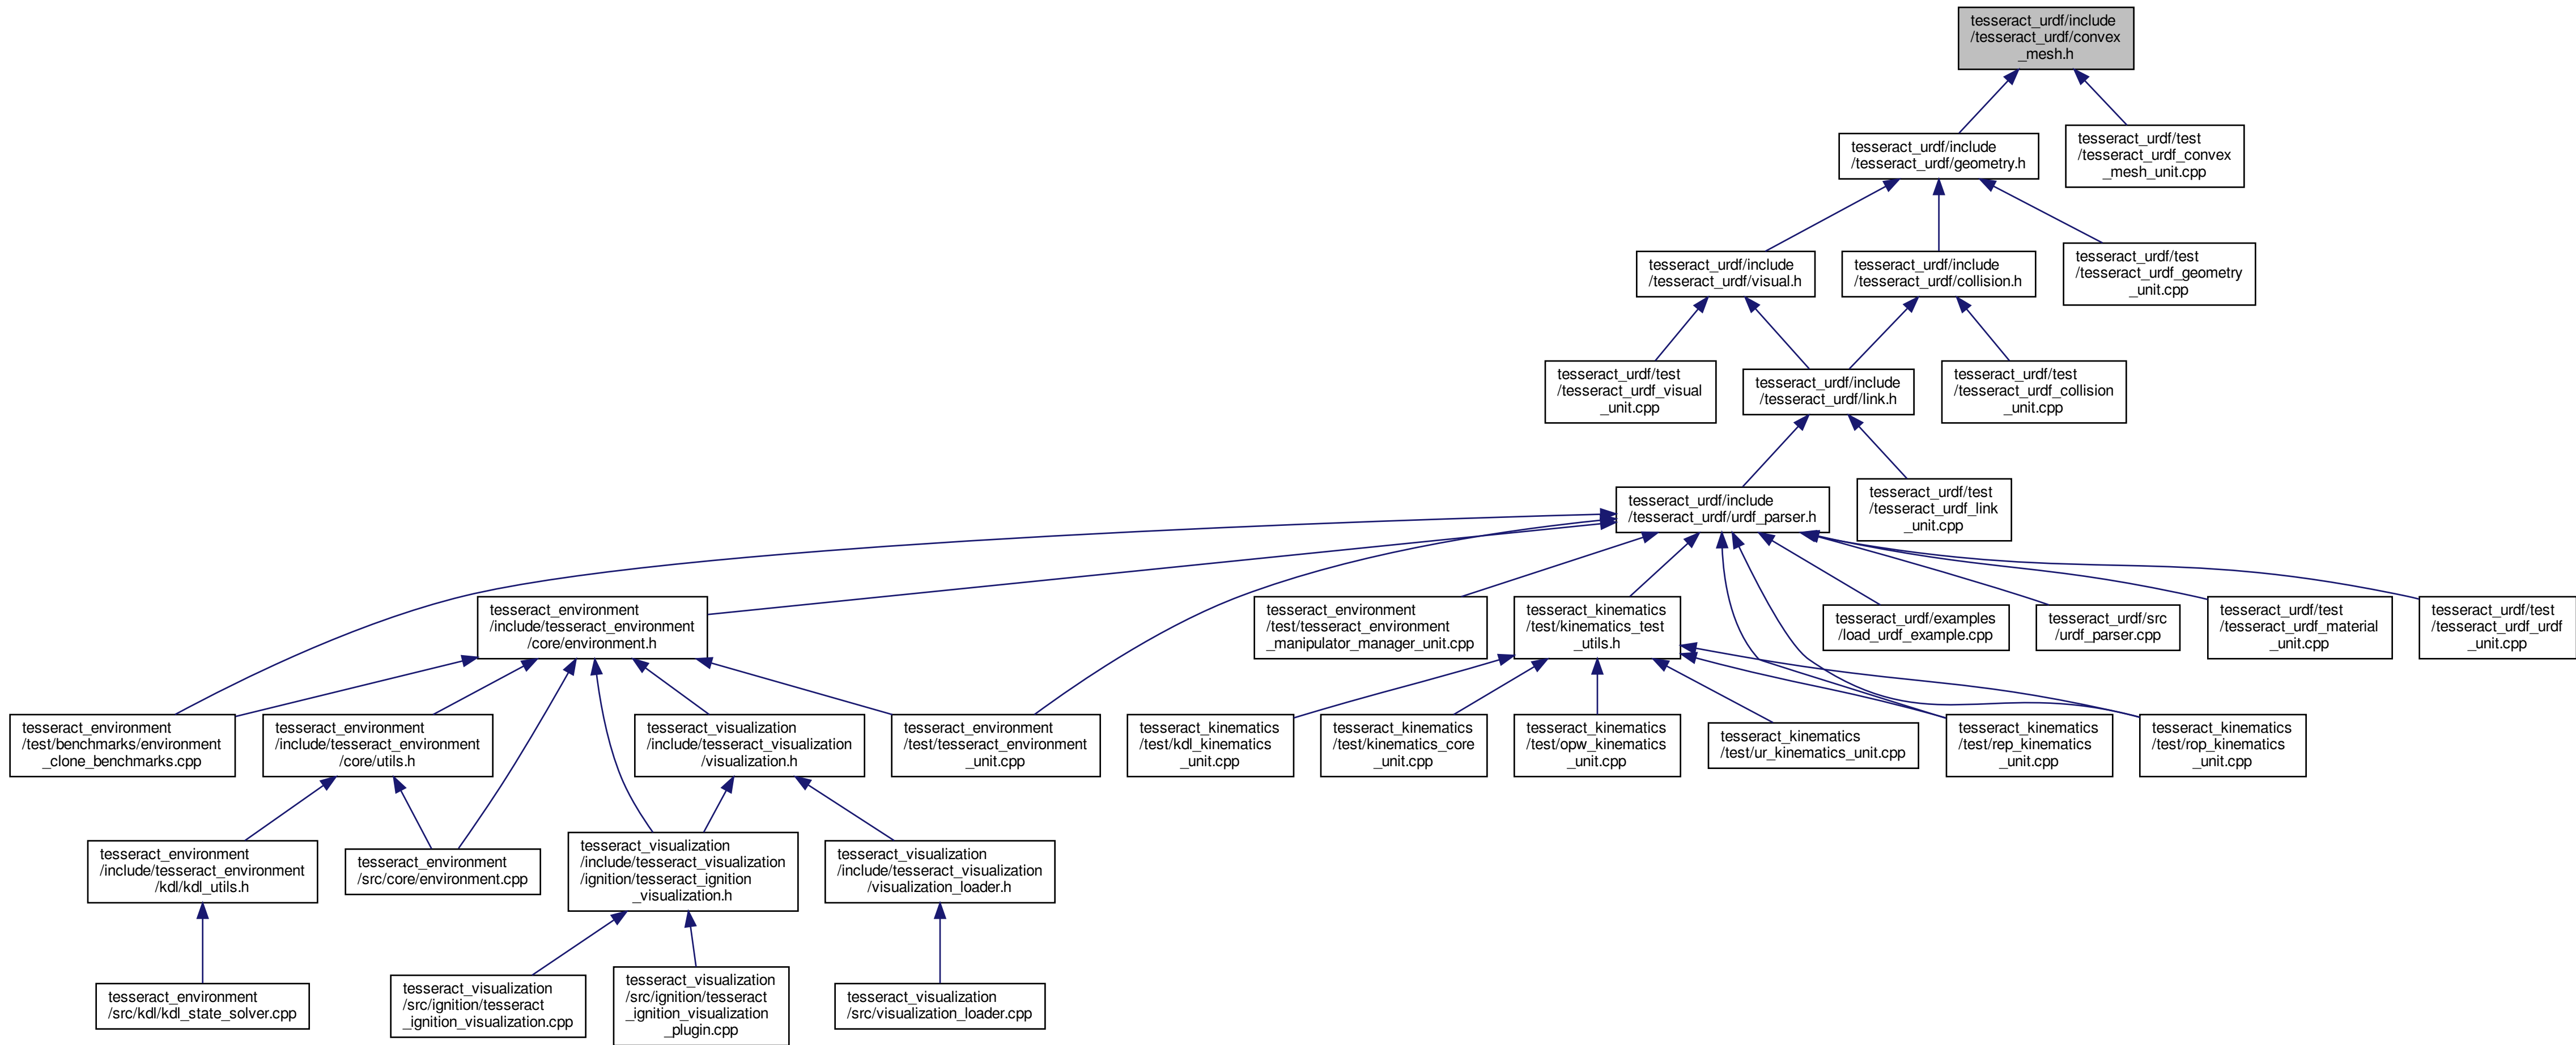 tesseract_urdf/include
/tesseract_urdf/convex
_mesh.h
tesseract_urdf/include
/tesseract_urdf/geometry.h
tesseract_urdf/test
/tesseract_urdf_convex
_mesh_unit.cpp
tesseract_urdf/include
/tesseract_urdf/visual.h
tesseract_urdf/include
/tesseract_urdf/collision.h
tesseract_urdf/test
/tesseract_urdf_geometry
_unit.cpp
tesseract_urdf/test
/tesseract_urdf_visual
_unit.cpp
tesseract_urdf/include
/tesseract_urdf/link.h
tesseract_urdf/test
/tesseract_urdf_collision
_unit.cpp
tesseract_urdf/include
/tesseract_urdf/urdf_parser.h
tesseract_urdf/test
/tesseract_urdf_link
_unit.cpp
tesseract_environment
/include/tesseract_environment
/core/environment.h
tesseract_environment
/test/tesseract_environment
_manipulator_manager_unit.cpp
tesseract_kinematics
/test/kinematics_test
_utils.h
tesseract_urdf/examples
/load_urdf_example.cpp
tesseract_urdf/src
/urdf_parser.cpp
tesseract_urdf/test
/tesseract_urdf_material
_unit.cpp
tesseract_urdf/test
/tesseract_urdf_urdf
_unit.cpp
tesseract_environment
/test/benchmarks/environment
_clone_benchmarks.cpp
tesseract_environment
/include/tesseract_environment
/core/utils.h
tesseract_visualization
/include/tesseract_visualization
/visualization.h
tesseract_environment
/test/tesseract_environment
_unit.cpp
tesseract_kinematics
/test/kdl_kinematics
_unit.cpp
tesseract_kinematics
/test/kinematics_core
_unit.cpp
tesseract_kinematics
/test/opw_kinematics
_unit.cpp
tesseract_kinematics
/test/ur_kinematics_unit.cpp
tesseract_kinematics
/test/rep_kinematics
_unit.cpp
tesseract_kinematics
/test/rop_kinematics
_unit.cpp
tesseract_environment
/include/tesseract_environment
/kdl/kdl_utils.h
tesseract_environment
/src/core/environment.cpp
tesseract_visualization
/include/tesseract_visualization
/ignition/tesseract_ignition
_visualization.h
tesseract_visualization
/include/tesseract_visualization
/visualization_loader.h
tesseract_environment
/src/kdl/kdl_state_solver.cpp
tesseract_visualization
/src/ignition/tesseract
_ignition_visualization.cpp
tesseract_visualization
/src/ignition/tesseract
_ignition_visualization
_plugin.cpp
tesseract_visualization
/src/visualization_loader.cpp